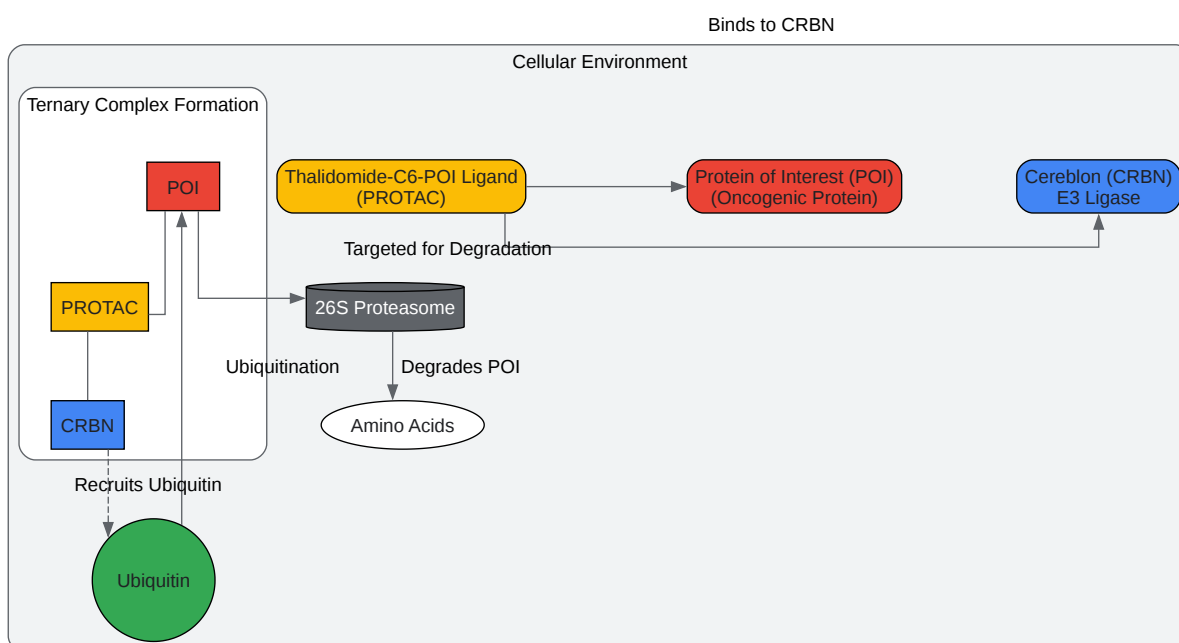 Binds to CRBN
Cellular Environment
Ternary Complex Formation
POI
Thalidomide-C6-POI Ligand
(PROTAC)
Protein of Interest (POI)
(Oncogenic Protein)
Cereblon (CRBN)
E3 Ligase
Targeted for Degradation
PROTAC
26S Proteasome
Ubiquitination
Degrades POI
CRBN
Amino Acids
Recruits Ubiquitin
Ubiquitin